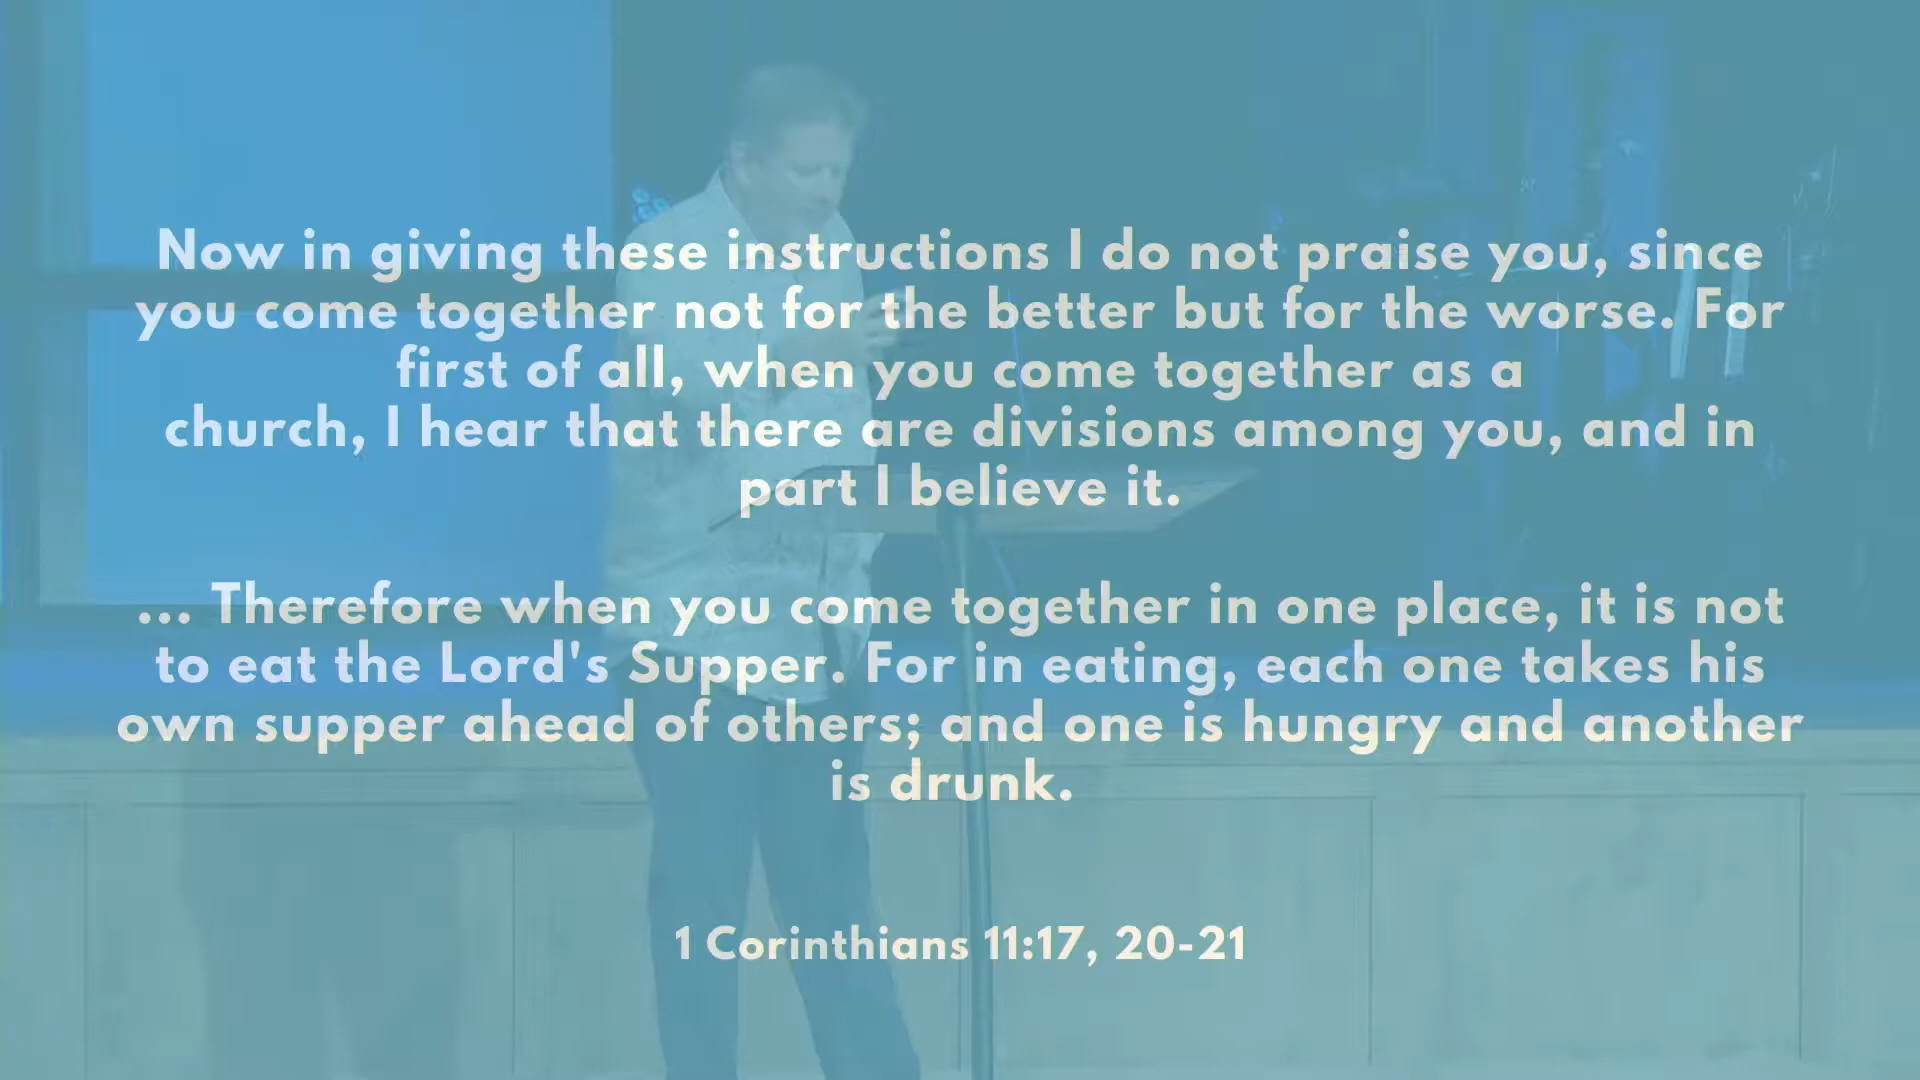 Now in giving these instructions I do not praise you, since
you come together not for the better but for the worse. For
first of all, when you come together as a
church, I hear that there are divisions among you, and in
part I believe it.
... Therefore when you come together in one place, it is not
to eat the Lord's Supper. For in eating, each one takes his
own supper ahead of others; and one is hungry and another
is drunk.
1 Corinthians 11:17, 20-21